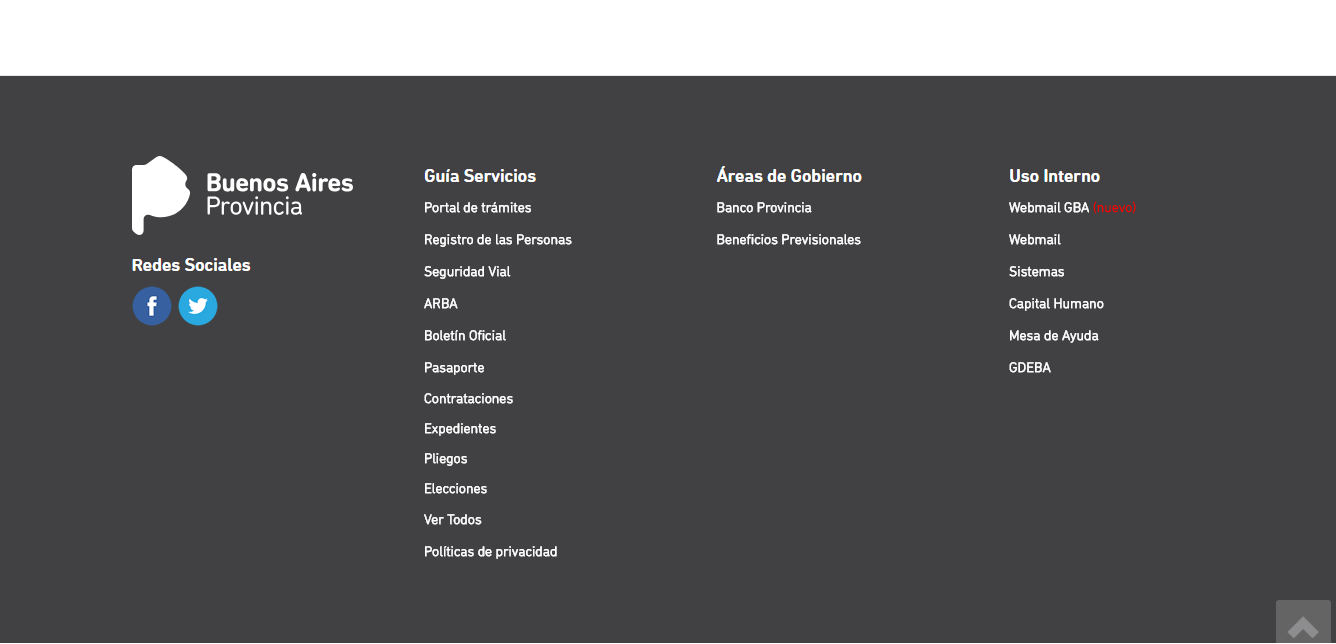 Buenos Aires
Provincia
Redes Sociales
Guía Servicios
Portal de trámites
Registro de las Personas
Seguridad Vial
ARBA
Boletín Oficial
Pasaporte
Contrataciones
Expedientes
Pliegos
Elecciones
Ver Todos
Políticas de privacidad
Áreas de Gobierno
Banco Provincia
Beneficios Previsionales
Uso Interno
Webmail GBA (nuevo)
Webmail
Sistemas
Capital Humano
Mesa de Ayuda
GDEBA